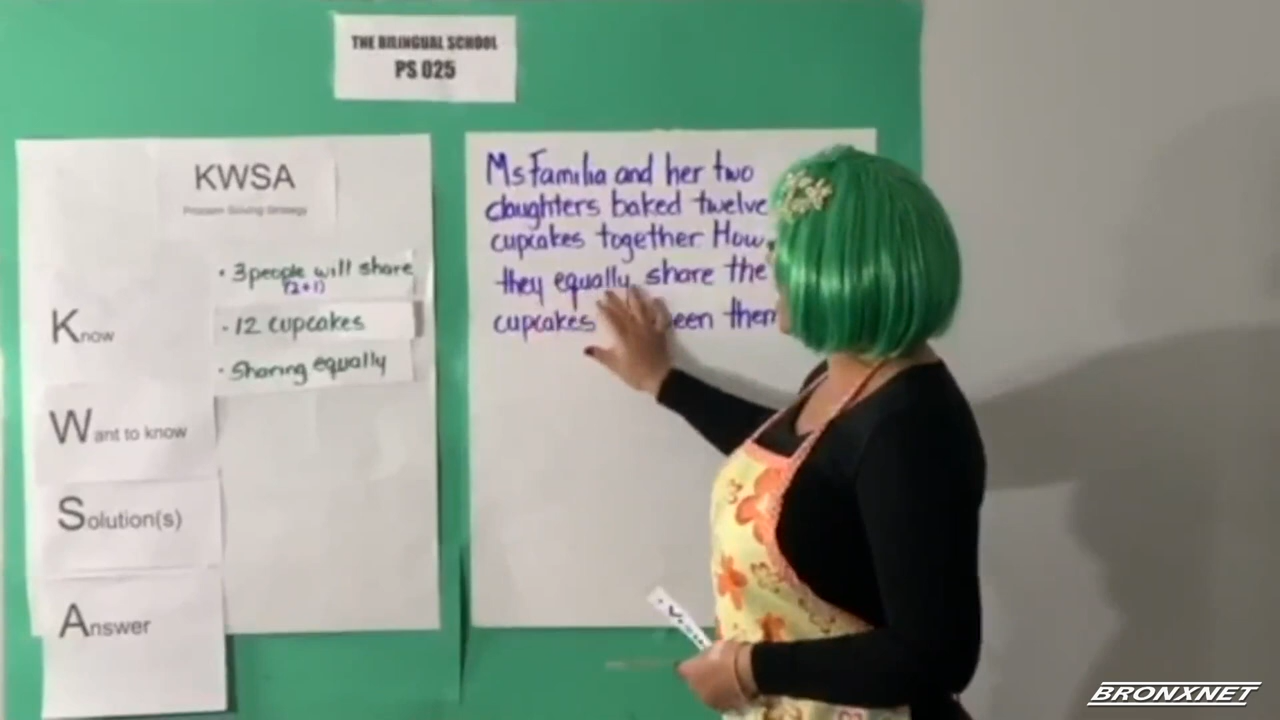 THE BILINGUAL SCHOOL
PS 025
KWSA
Problem Solving Strategy
• 3 people will share
(2+1)
• 12 cupcakes
• Sharing equally
Know
Want to know
Solution(s)
Answer
Ms Familia and her two
daughters baked twelve
cupcakes together How
they equally share the
cupcakes een them
BRONXNET